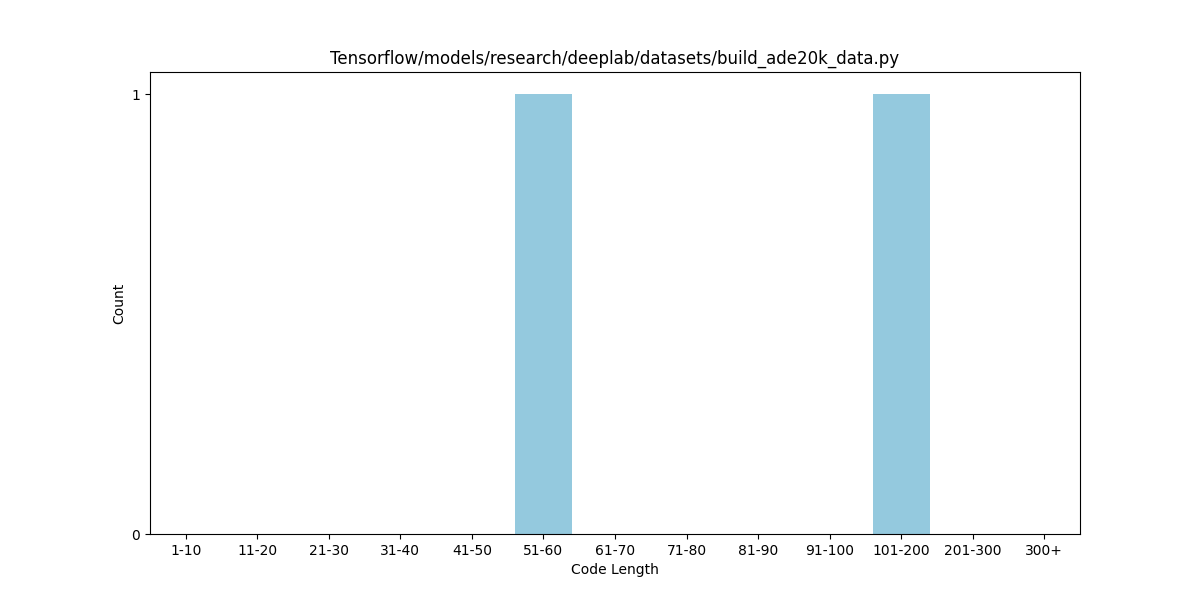 Tensorflow/models/research/deeplab/datasets/build_ade20k_data.py
Count
1
0
1-10 11-20 21-30 31-40 41-50 51-60 61-70 71-80 81-90 91-100 101-200 201-300 300+
Code Length